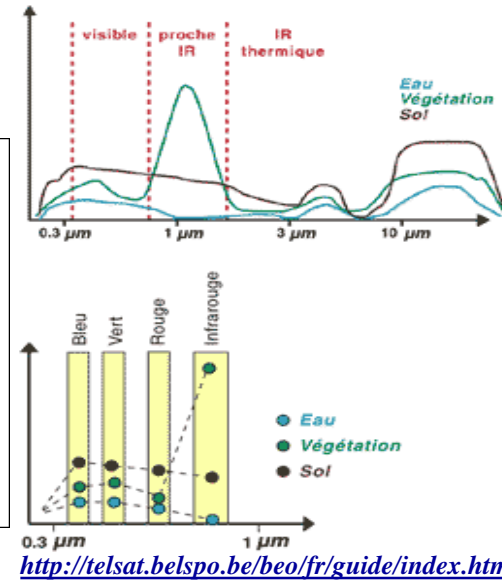 visible
proche IR
IR thermique
Eau
Végétation
Sol
0.3 µm
1 µm
3 µm
10 µm
Bleu
Vert
Rouge
Infrarouge
Eau
Végétation
Sol
0.3 µm
1 µm
http://telsat.belspo.be/beo/fr/guide/index.htm